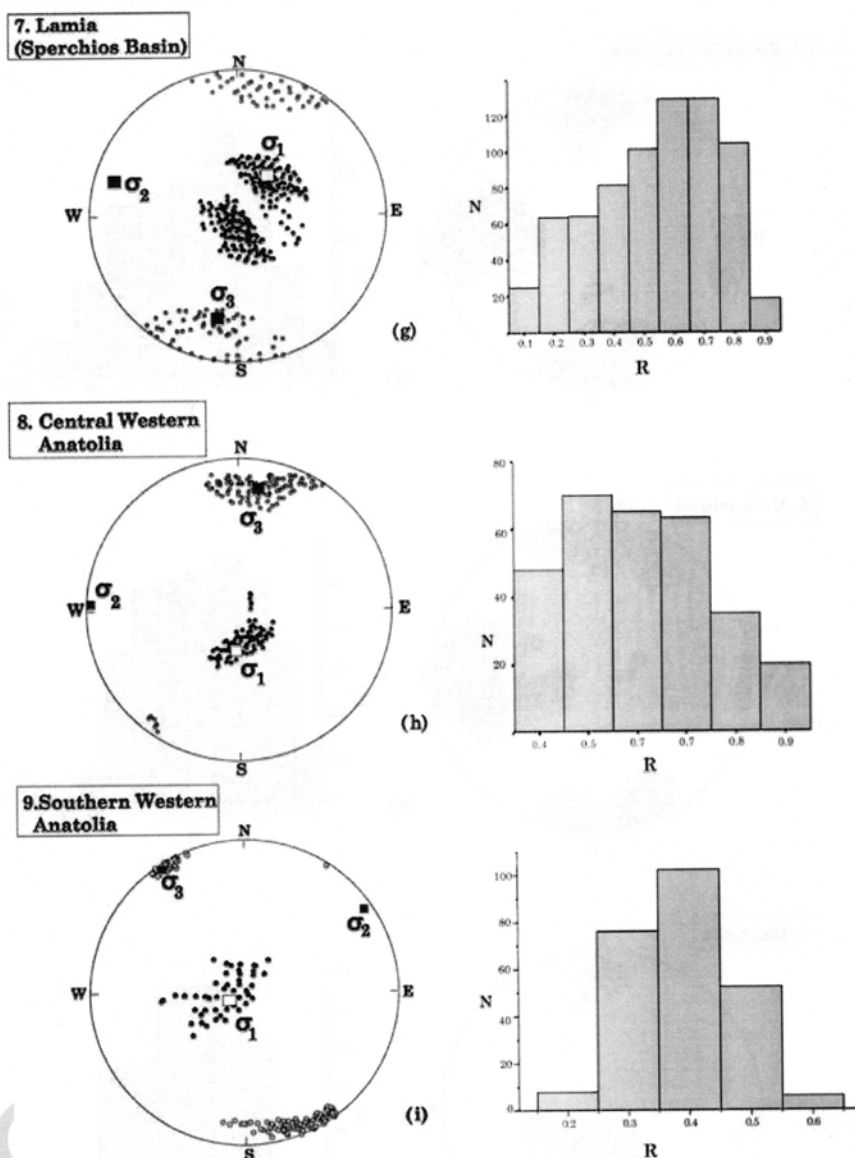 7. Lamia
(Sperchios Basin)
N
σ1
σ2
W
E
σ3
S
(g)
N
120
100
80
60
40
20
0.1 0.2 0.3 0.4 0.5 0.6 0.7 0.8 0.9
R
8. Central Western
Anatolia
N
σ3
σ2
W
E
σ1
S
(h)
N
80
60
40
20
0.4 0.5 0.7 0.7 0.8 0.9
R
9.Southern Western
Anatolia
N
σ3
σ2
W
E
σ1
S
(i)
N
100
80
60
40
20
0
0.2 0.3 0.4 0.5 0.6
R